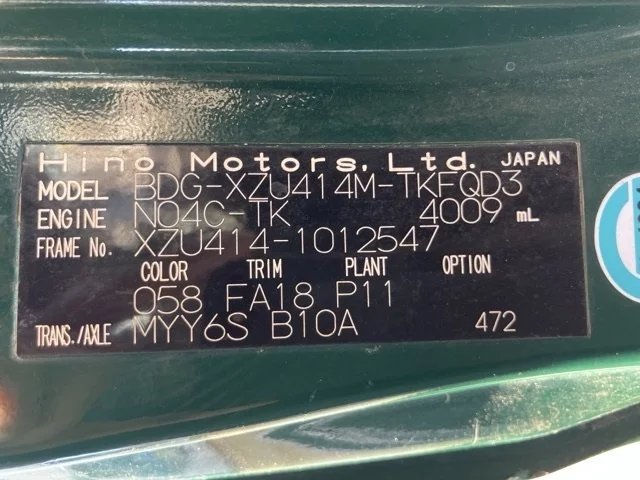 Hino Motors, Ltd. JAPAN
MODEL BDG-XZU414M-TKFQD3
ENGINE N04C-TK 4009 mL
FRAME No. XZU414-1012547
COLOR TRIM PLANT OPTION
058 FA18 P11
TRANS./AXLE MYY6S B10A 472